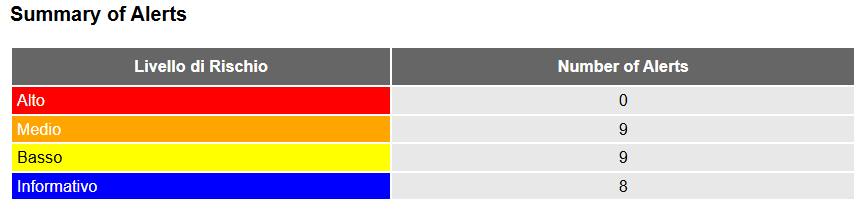 Summary of Alerts
Livello di Rischio Number of Alerts
Alto 0
Medio 9
Basso 9
Informativo 8